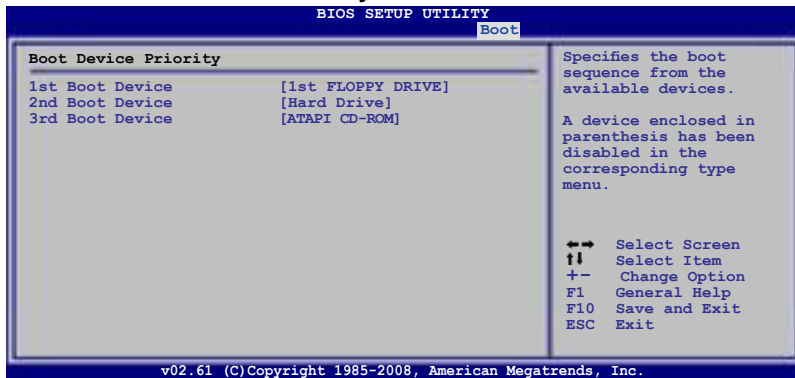 BIOS SETUP UTILITY
Boot
Boot Device Priority
1st Boot Device [1st FLOPPY DRIVE]
2nd Boot Device [Hard Drive]
3rd Boot Device [ATAPI CD-ROM]
Specifies the boot
sequence from the
available devices.
A device enclosed in
parenthesis has been
disabled in the
corresponding type
menu.
←→ Select Screen
↑↓ Select Item
+- Change Option
F1 General Help
F10 Save and Exit
ESC Exit
v02.61 (C)Copyright 1985-2008, American Megatrends, Inc.